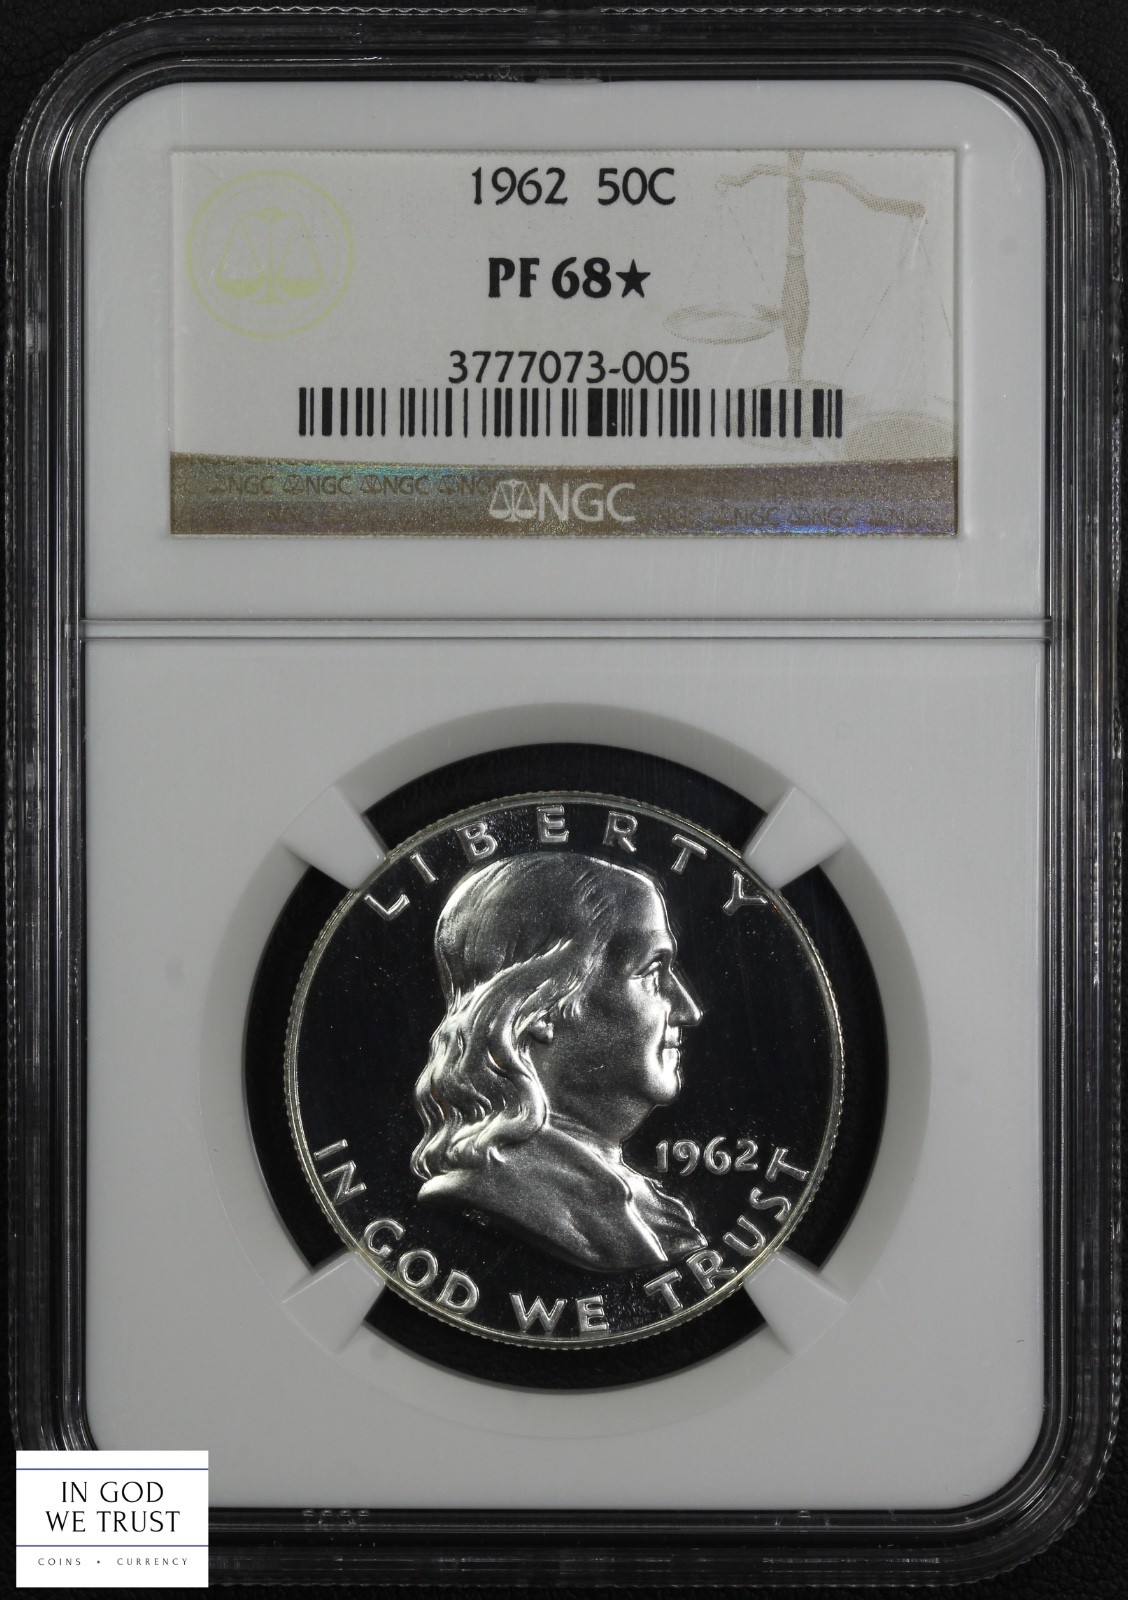 1962 50C
PF 68★
3777073-005
NGC NGC NGC NGC
NGC
NGC NGC NGC NGC
LIBERTY
1962
IN GOD WE TRUST
IN GOD
WE TRUST
COINS • CURRENCY